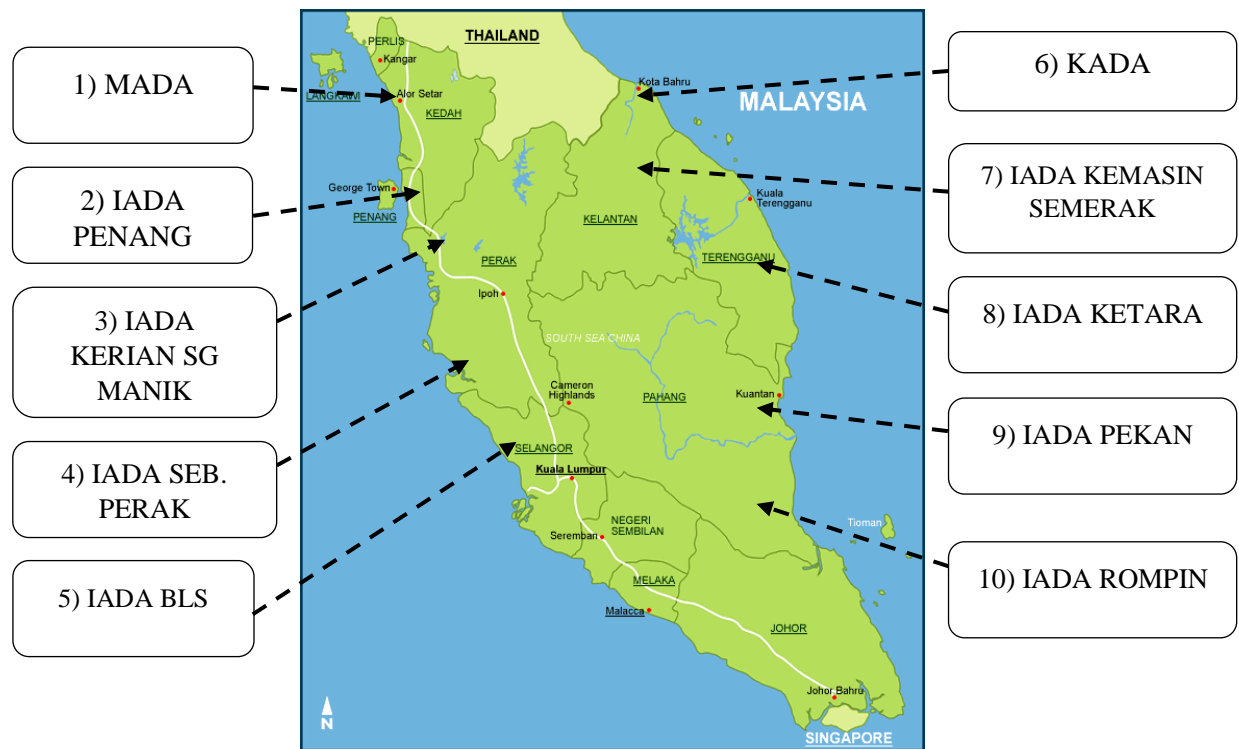 1) MADA
2) IADA
PENANG
3) IADA
KERIAN SG
MANIK
4) IADA SEB.
PERAK
5) IADA BLS
THAILAND
PERLIS
Kangar
LANGKAWI
Alor Setar
KEDAH
Kota Bahru
MALAYSIA
George Town
PENANG
Kuala
Terengganu
KELANTAN
PERAK
TERENGGANU
Ipoh
SOUTH SEA CHINA
Cameron
Highlands
PAHANG
Kuantan
SELANGOR
Kuala Lumpur
NEGERI
SEMBILAN
Seremban
Tioman
MELAKA
Malacca
JOHOR
Johor Bahru
N
SINGAPORE
6) KADA
7) IADA KEMASIN
SEMERAK
8) IADA KETARA
9) IADA PEKAN
10) IADA ROMPIN